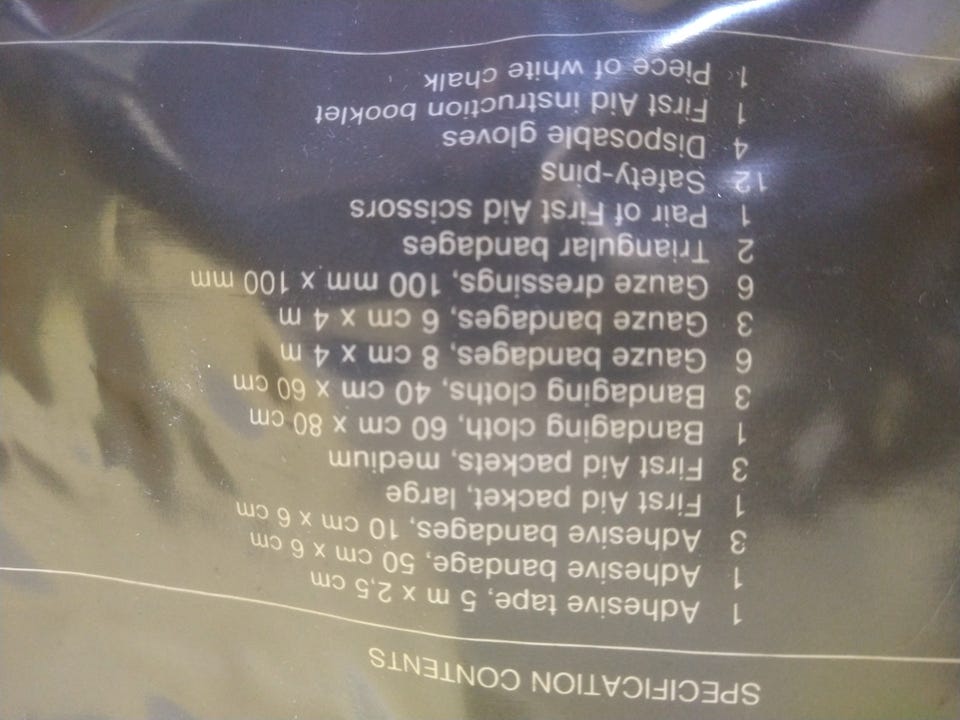 SPECIFICATION CONTENTS
1 Adhesive tape, 5 m x 2,5 cm
1 Adhesive bandage, 50 cm x 6 cm
3 Adhesive bandages, 10 cm x 6 cm
1 First Aid packet, large
3 First Aid packets, medium
1 Bandaging cloth, 60 cm x 80 cm
3 Bandaging cloths, 40 cm x 60 cm
6 Gauze bandages, 8 cm x 4 m
3 Gauze bandages, 6 cm x 4 m
6 Gauze dressings, 100 mm x 100 mm
2 Triangular bandages
1 Pair of First Aid scissors
12 Safety-pins
4 Disposable gloves
1 First Aid instruction booklet
1 Piece of white chalk